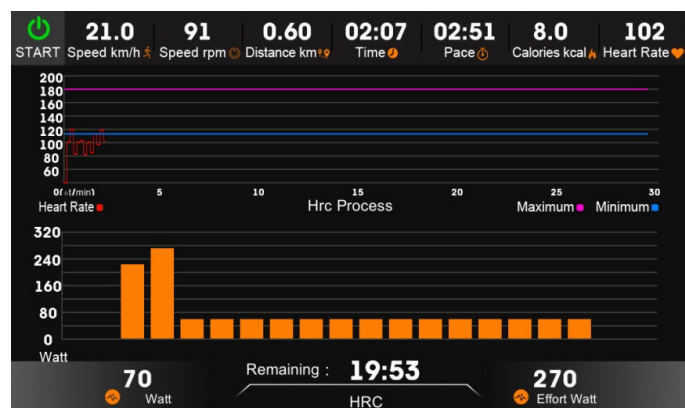 21.0 91 0.60 02:07 02:51 8.0 102
START Speed km/h Speed rpm Distance km Time Pace Calories kcal Heart Rate
200
180
160
140
120
100
80
60
0(Δt/min) 5 10 15 20 25 30
Heart Rate Hrc Process Maximum Minimum
320
240
160
80
0
Watt
70 Remaining : 19:53 270
Watt HRC Effort Watt